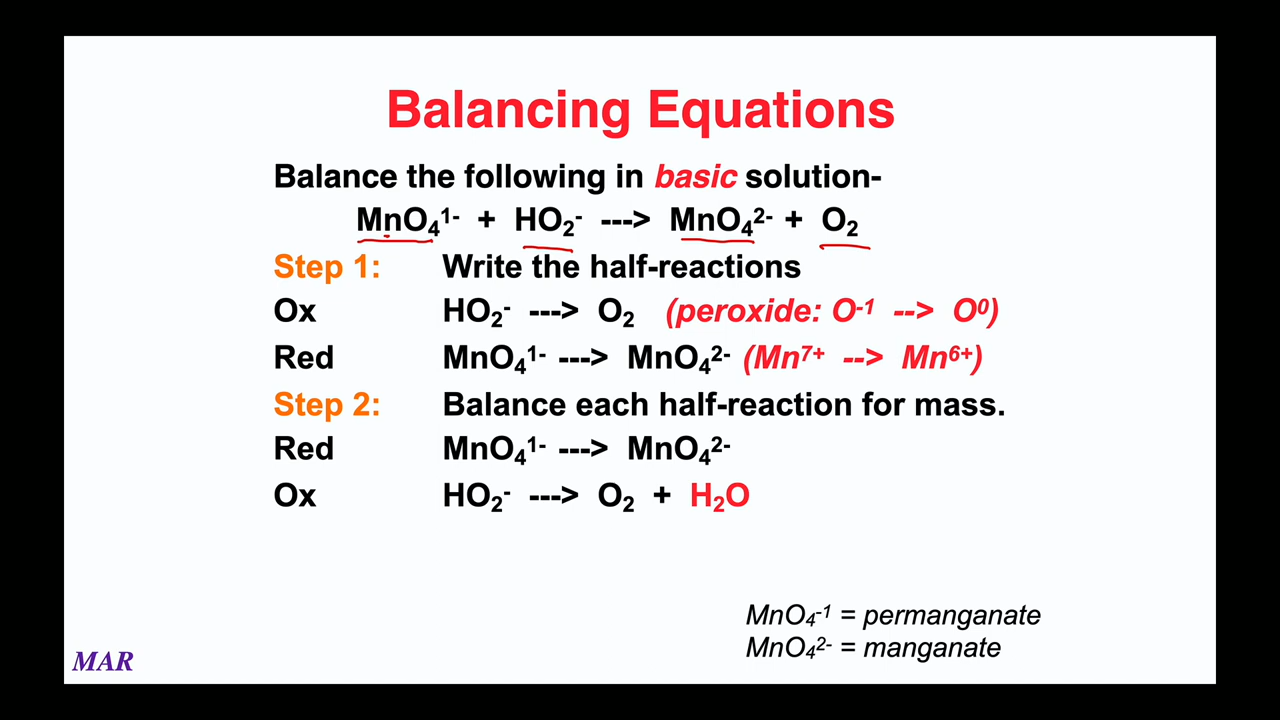 Balancing Equations
Balance the following in basic solution-
MnO₄¹⁻ + HO₂⁻ ---> MnO₄²⁻ + O₂
Step 1: Write the half-reactions
Ox HO₂⁻ ---> O₂ (peroxide: O⁻¹ --> O⁰)
Red MnO₄¹⁻ ---> MnO₄²⁻ (Mn⁷⁺ --> Mn⁶⁺)
Step 2: Balance each half-reaction for mass.
Red MnO₄¹⁻ ---> MnO₄²⁻
Ox HO₂⁻ ---> O₂ + H₂O
MnO₄⁻¹ = permanganate
MnO₄²⁻ = manganate
MAR